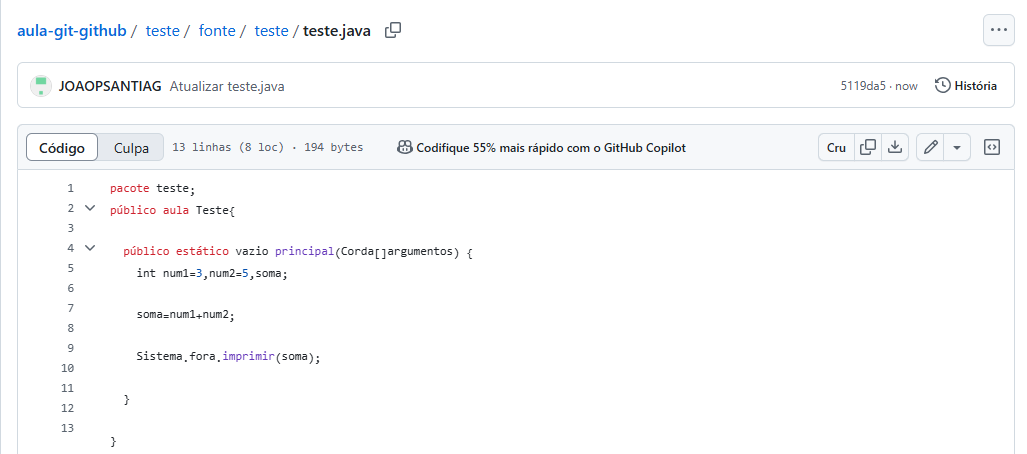 aula-git-github / teste / fonte / teste / teste.java
JOAOPSANTIAG Atualizar teste.java 5119da5 · now História
Código Culpa 13 linhas (8 loc) · 194 bytes Codifique 55% mais rápido com o GitHub Copilot Cru
1 pacote teste;
2 público aula Teste{
3
4 público estático vazio principal(Corda[]argumentos) {
5 int num1=3,num2=5,soma;
6
7 soma=num1+num2;
8
9 Sistema.fora.imprimir(soma);
10
11 }
12
13 }